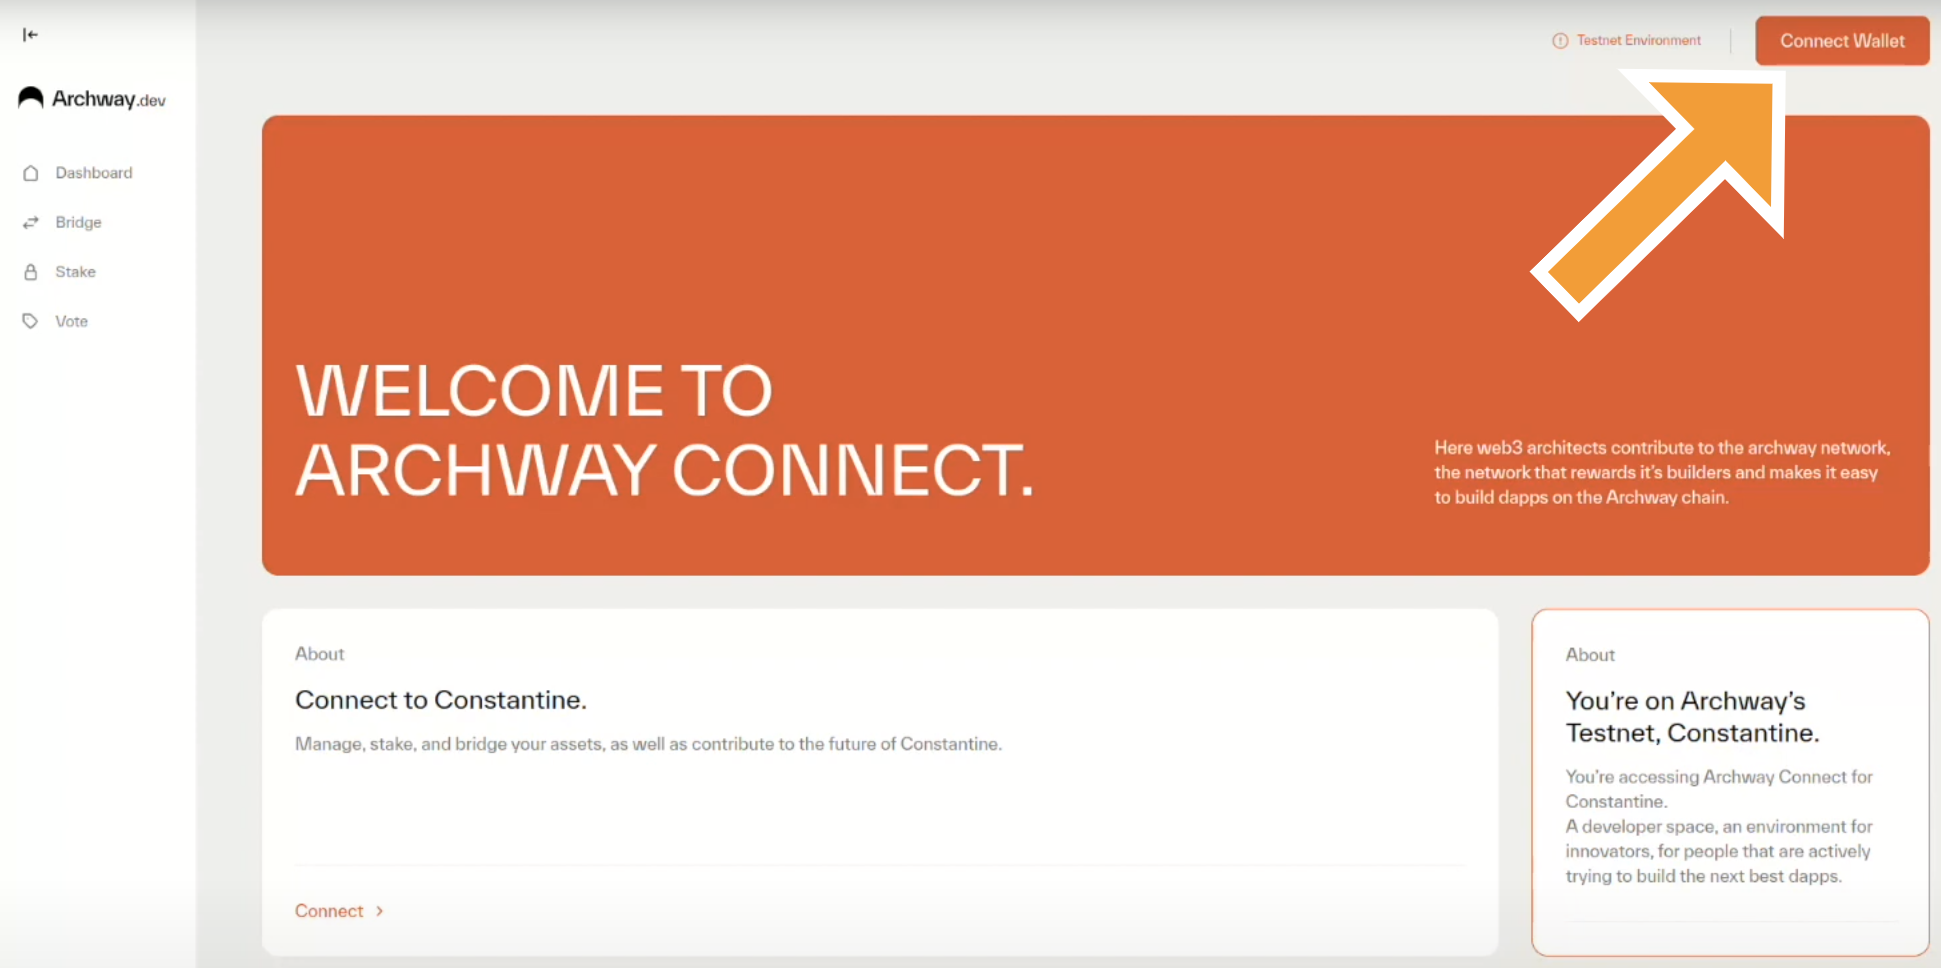 Archway.dev
Dashboard
Bridge
Stake
Vote
Testnet Environment
Connect Wallet
WELCOME TO
ARCHWAY CONNECT.
Here web3 architects contribute to the archway network,
the network that rewards it's builders and makes it easy
to build dapps on the Archway chain.
About
Connect to Constantine.
Manage, stake, and bridge your assets, as well as contribute to the future of Constantine.
Connect
About
You're on Archway's
Testnet, Constantine.
You're accessing Archway Connect for
Constantine.
A developer space, an environment for
innovators, for people that are actively
trying to build the next best dapps.